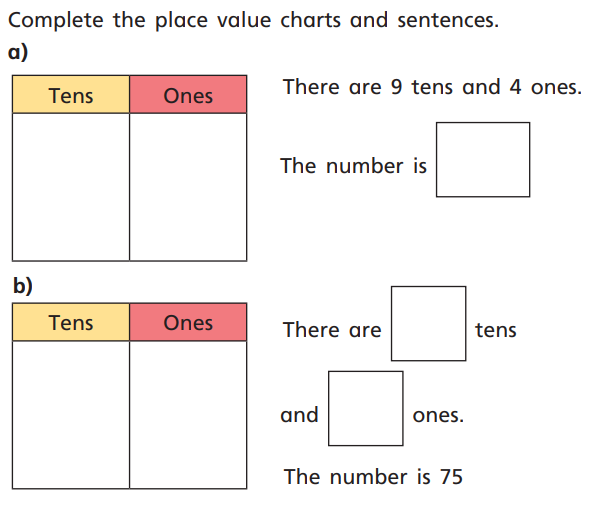 Complete the place value charts and sentences.
a)
Tens Ones
There are 9 tens and 4 ones.
The number is
b)
Tens Ones
There are tens
and ones.
The number is 75